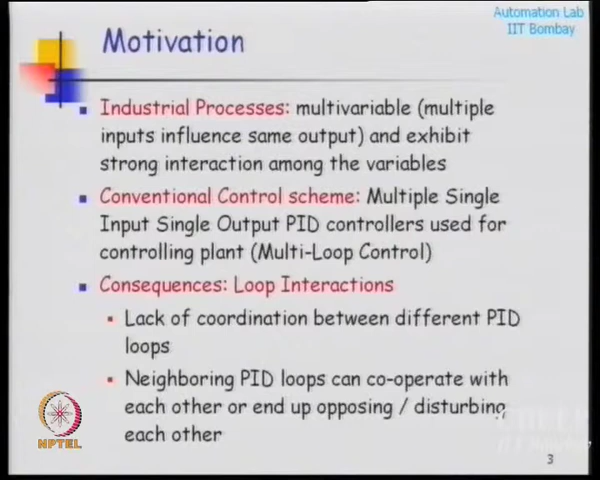 Automation Lab
IIT Bombay
Motivation
Industrial Processes: multivariable (multiple
inputs influence same output) and exhibit
strong interaction among the variables
Conventional Control scheme: Multiple Single
Input Single Output PID controllers used for
controlling plant (Multi-Loop Control)
Consequences: Loop Interactions
Lack of coordination between different PID
loops
Neighboring PID loops can co-operate with
each other or end up opposing / disturbing
each other
NPTEL
3